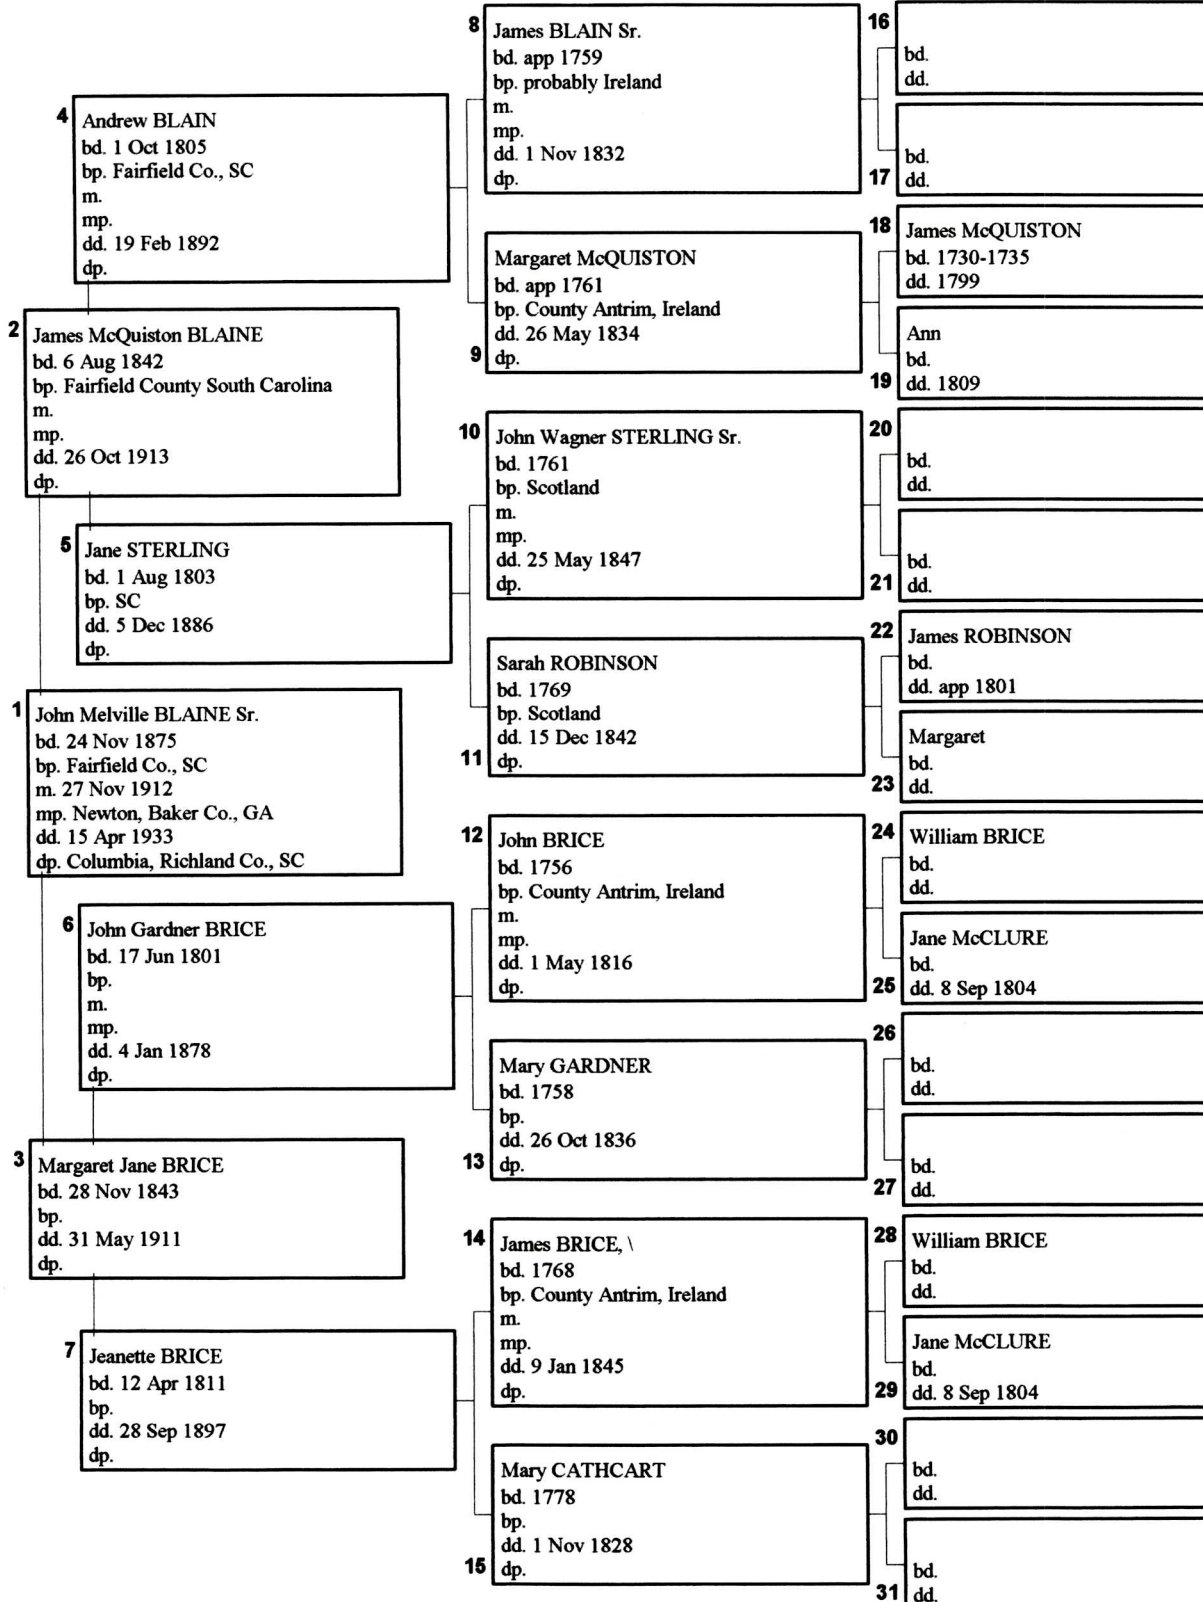 1
John Melville BLAINE Sr.
bd. 24 Nov 1875
bp. Fairfield Co., SC
m. 27 Nov 1912
mp. Newton, Baker Co., GA
dd. 15 Apr 1933
dp. Columbia, Richland Co., SC
2
James McQuiston BLAINE
bd. 6 Aug 1842
bp. Fairfield County South Carolina
m.
mp.
dd. 26 Oct 1913
dp.
3
Margaret Jane BRICE
bd. 28 Nov 1843
bp.
dd. 31 May 1911
dp.
4
Andrew BLAIN
bd. 1 Oct 1805
bp. Fairfield Co., SC
m.
mp.
dd. 19 Feb 1892
dp.
5
Jane STERLING
bd. 1 Aug 1803
bp. SC
dd. 5 Dec 1886
dp.
6
John Gardner BRICE
bd. 17 Jun 1801
bp.
m.
mp.
dd. 4 Jan 1878
dp.
7
Jeanette BRICE
bd. 12 Apr 1811
bp.
dd. 28 Sep 1897
dp.
8
James BLAIN Sr.
bd. app 1759
bp. probably Ireland
m.
mp.
dd. 1 Nov 1832
dp.
Margaret McQUISTON
bd. app 1761
bp. County Antrim, Ireland
dd. 26 May 1834
9
dp.
10
John Wagner STERLING Sr.
bd. 1761
bp. Scotland
m.
mp.
dd. 25 May 1847
dp.
Sarah ROBINSON
bd. 1769
bp. Scotland
dd. 15 Dec 1842
11
dp.
12
John BRICE
bd. 1756
bp. County Antrim, Ireland
m.
mp.
dd. 1 May 1816
dp.
Mary GARDNER
bd. 1758
bp.
dd. 26 Oct 1836
13
dp.
14
James BRICE, \
bd. 1768
bp. County Antrim, Ireland
m.
mp.
dd. 9 Jan 1845
dp.
Mary CATHCART
bd. 1778
bp.
dd. 1 Nov 1828
15
dp.
16
bd.
dd.
bd.
17
dd.
18
James McQUISTON
bd. 1730-1735
dd. 1799
Ann
bd.
19
dd. 1809
20
bd.
dd.
bd.
21
dd.
22
James ROBINSON
bd.
dd. app 1801
Margaret
bd.
23
dd.
24
William BRICE
bd.
dd.
Jane McCLURE
bd.
25
dd. 8 Sep 1804
26
bd.
dd.
bd.
27
dd.
28
William BRICE
bd.
dd.
Jane McCLURE
bd.
29
dd. 8 Sep 1804
30
bd.
dd.
bd.
31
dd.